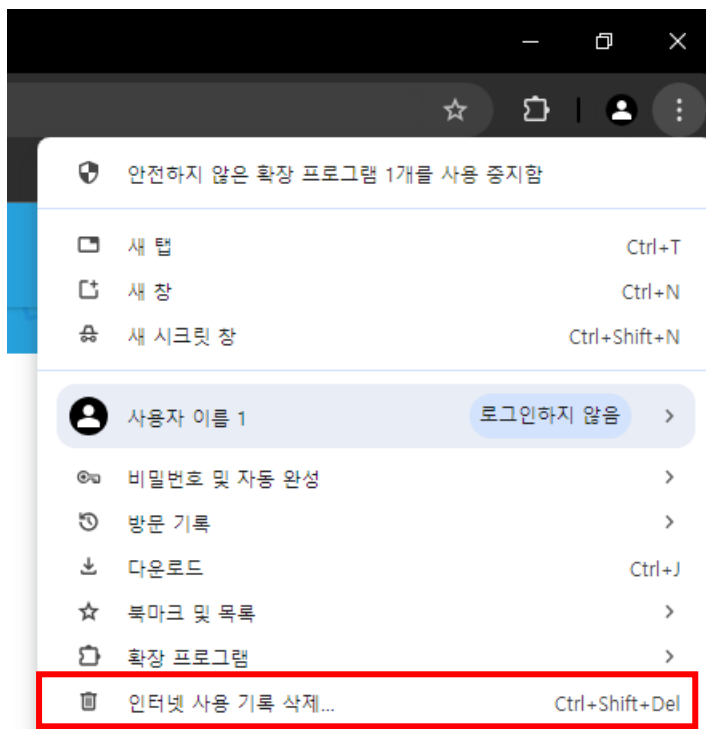 안전하지 않은 확장 프로그램 1개를 사용 중지함
새 탭 Ctrl+T
새 창 Ctrl+N
새 시크릿 창 Ctrl+Shift+N
사용자 이름 1 로그인하지 않음
비밀번호 및 자동 완성
방문 기록
다운로드 Ctrl+J
북마크 및 목록
확장 프로그램
인터넷 사용 기록 삭제... Ctrl+Shift+Del